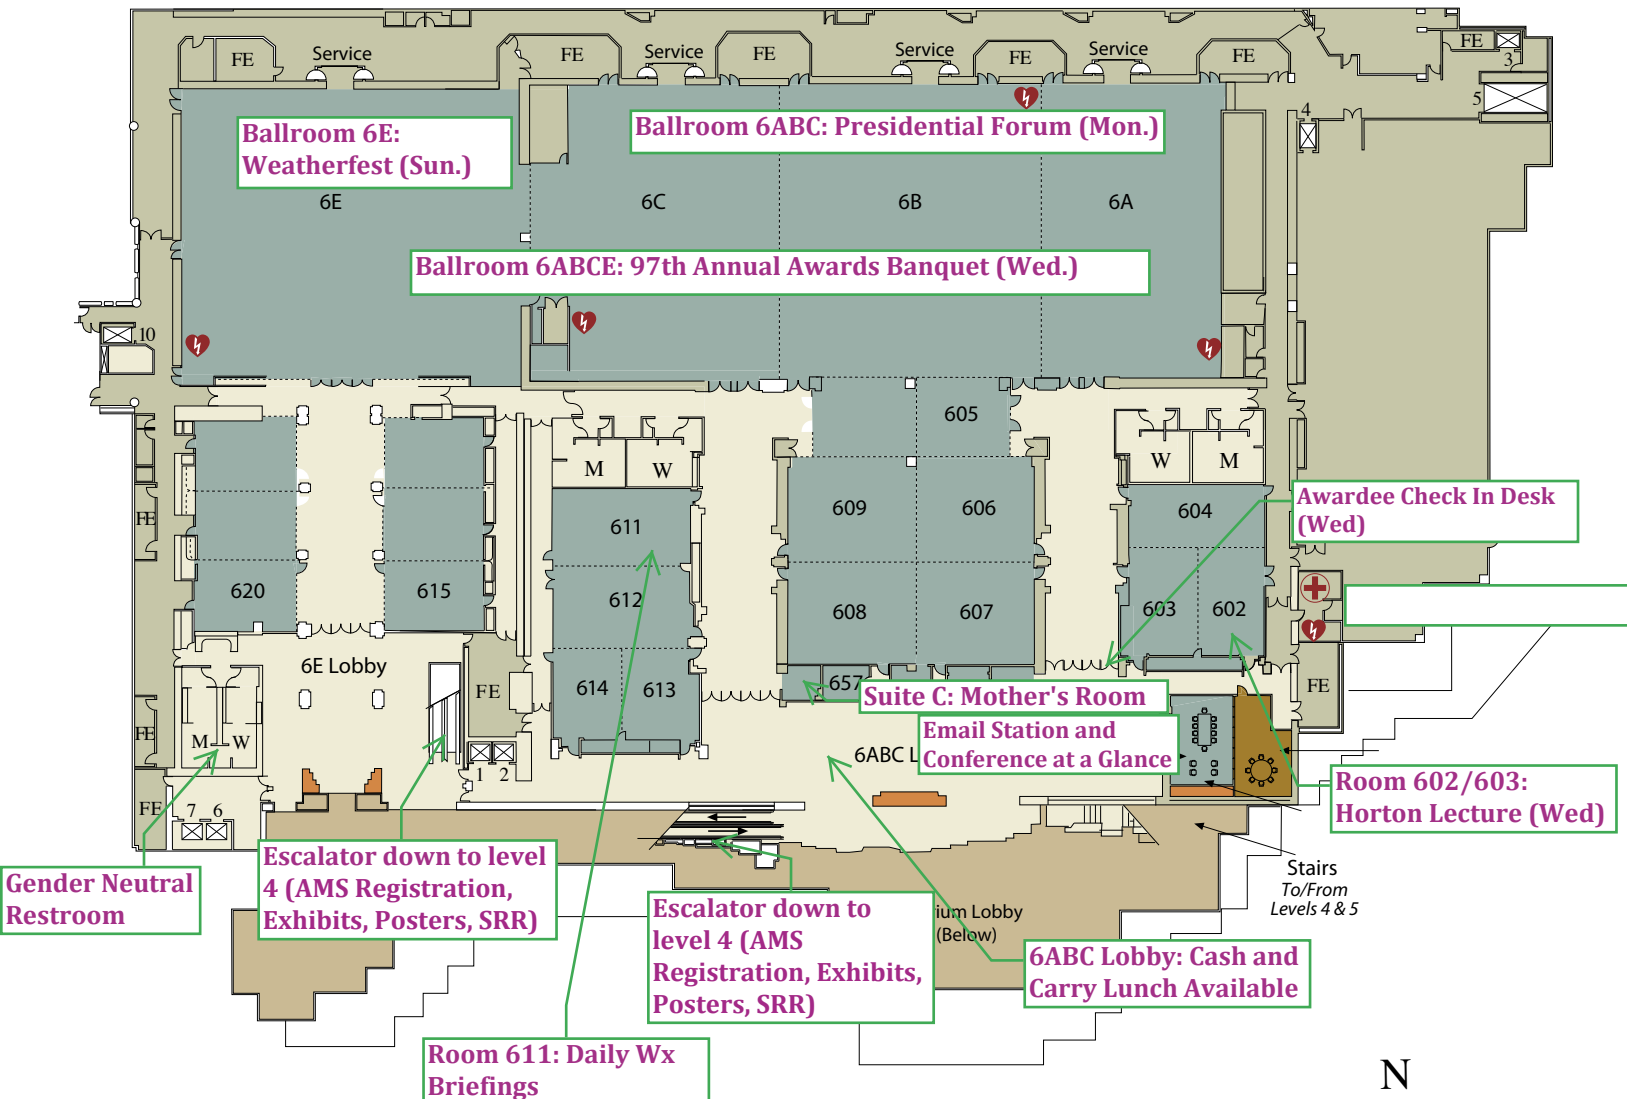 FE
Service
FE
Service
FE
Service
FE
Service
FE
FE
3
5
4
Ballroom 6E:
Weatherfest (Sun.)
Ballroom 6ABC: Presidential Forum (Mon.)
6E
6C
6B
6A
Ballroom 6ABCE: 97th Annual Awards Banquet (Wed.)
10
605
M
W
W
M
609
606
611
604
Awardee Check In Desk
(Wed)
FE
620
615
612
608
607
603
602
6E Lobby
614
613
657
FE
FE
Suite C: Mother's Room
Email Station and
Conference at a Glance
6ABC L
FE
M
W
1
2
FE
7
6
Room 602/603:
Horton Lecture (Wed)
Escalator down to level
4 (AMS Registration,
Exhibits, Posters, SRR)
Gender Neutral
Restroom
Stairs
To/From
Levels 4 & 5
Escalator down to
level 4 (AMS
Registration, Exhibits,
Posters, SRR)
ium Lobby
(Below)
6ABC Lobby: Cash and
Carry Lunch Available
Room 611: Daily Wx
Briefings
N